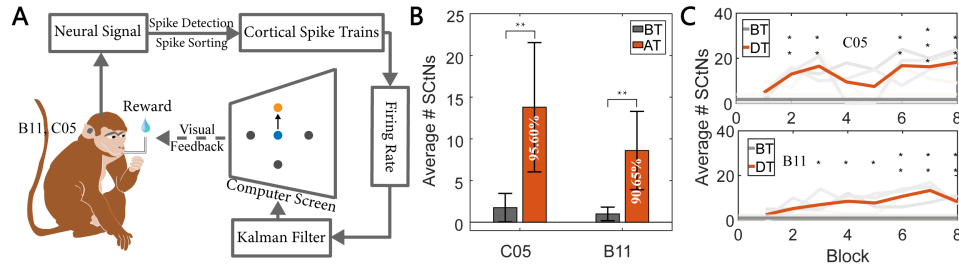 A
Neural Signal
Spike Detection
Spike Sorting
Cortical Spike Trains
Firing Rate
Kalman Filter
Computer Screen
Visual
Feedback
Reward
B11, C05
B
Average # SCtNs
25
20
15
10
5
0
**
**
BT
AT
95.60%
90.65%
C05
B11
C
Average # SCtNs
40
20
0
BT
DT
C05
* * * * *
* * * * *
* *
40
20
0
BT
DT
B11
* * * * * *
* * *
0 2 4 6 8
Block